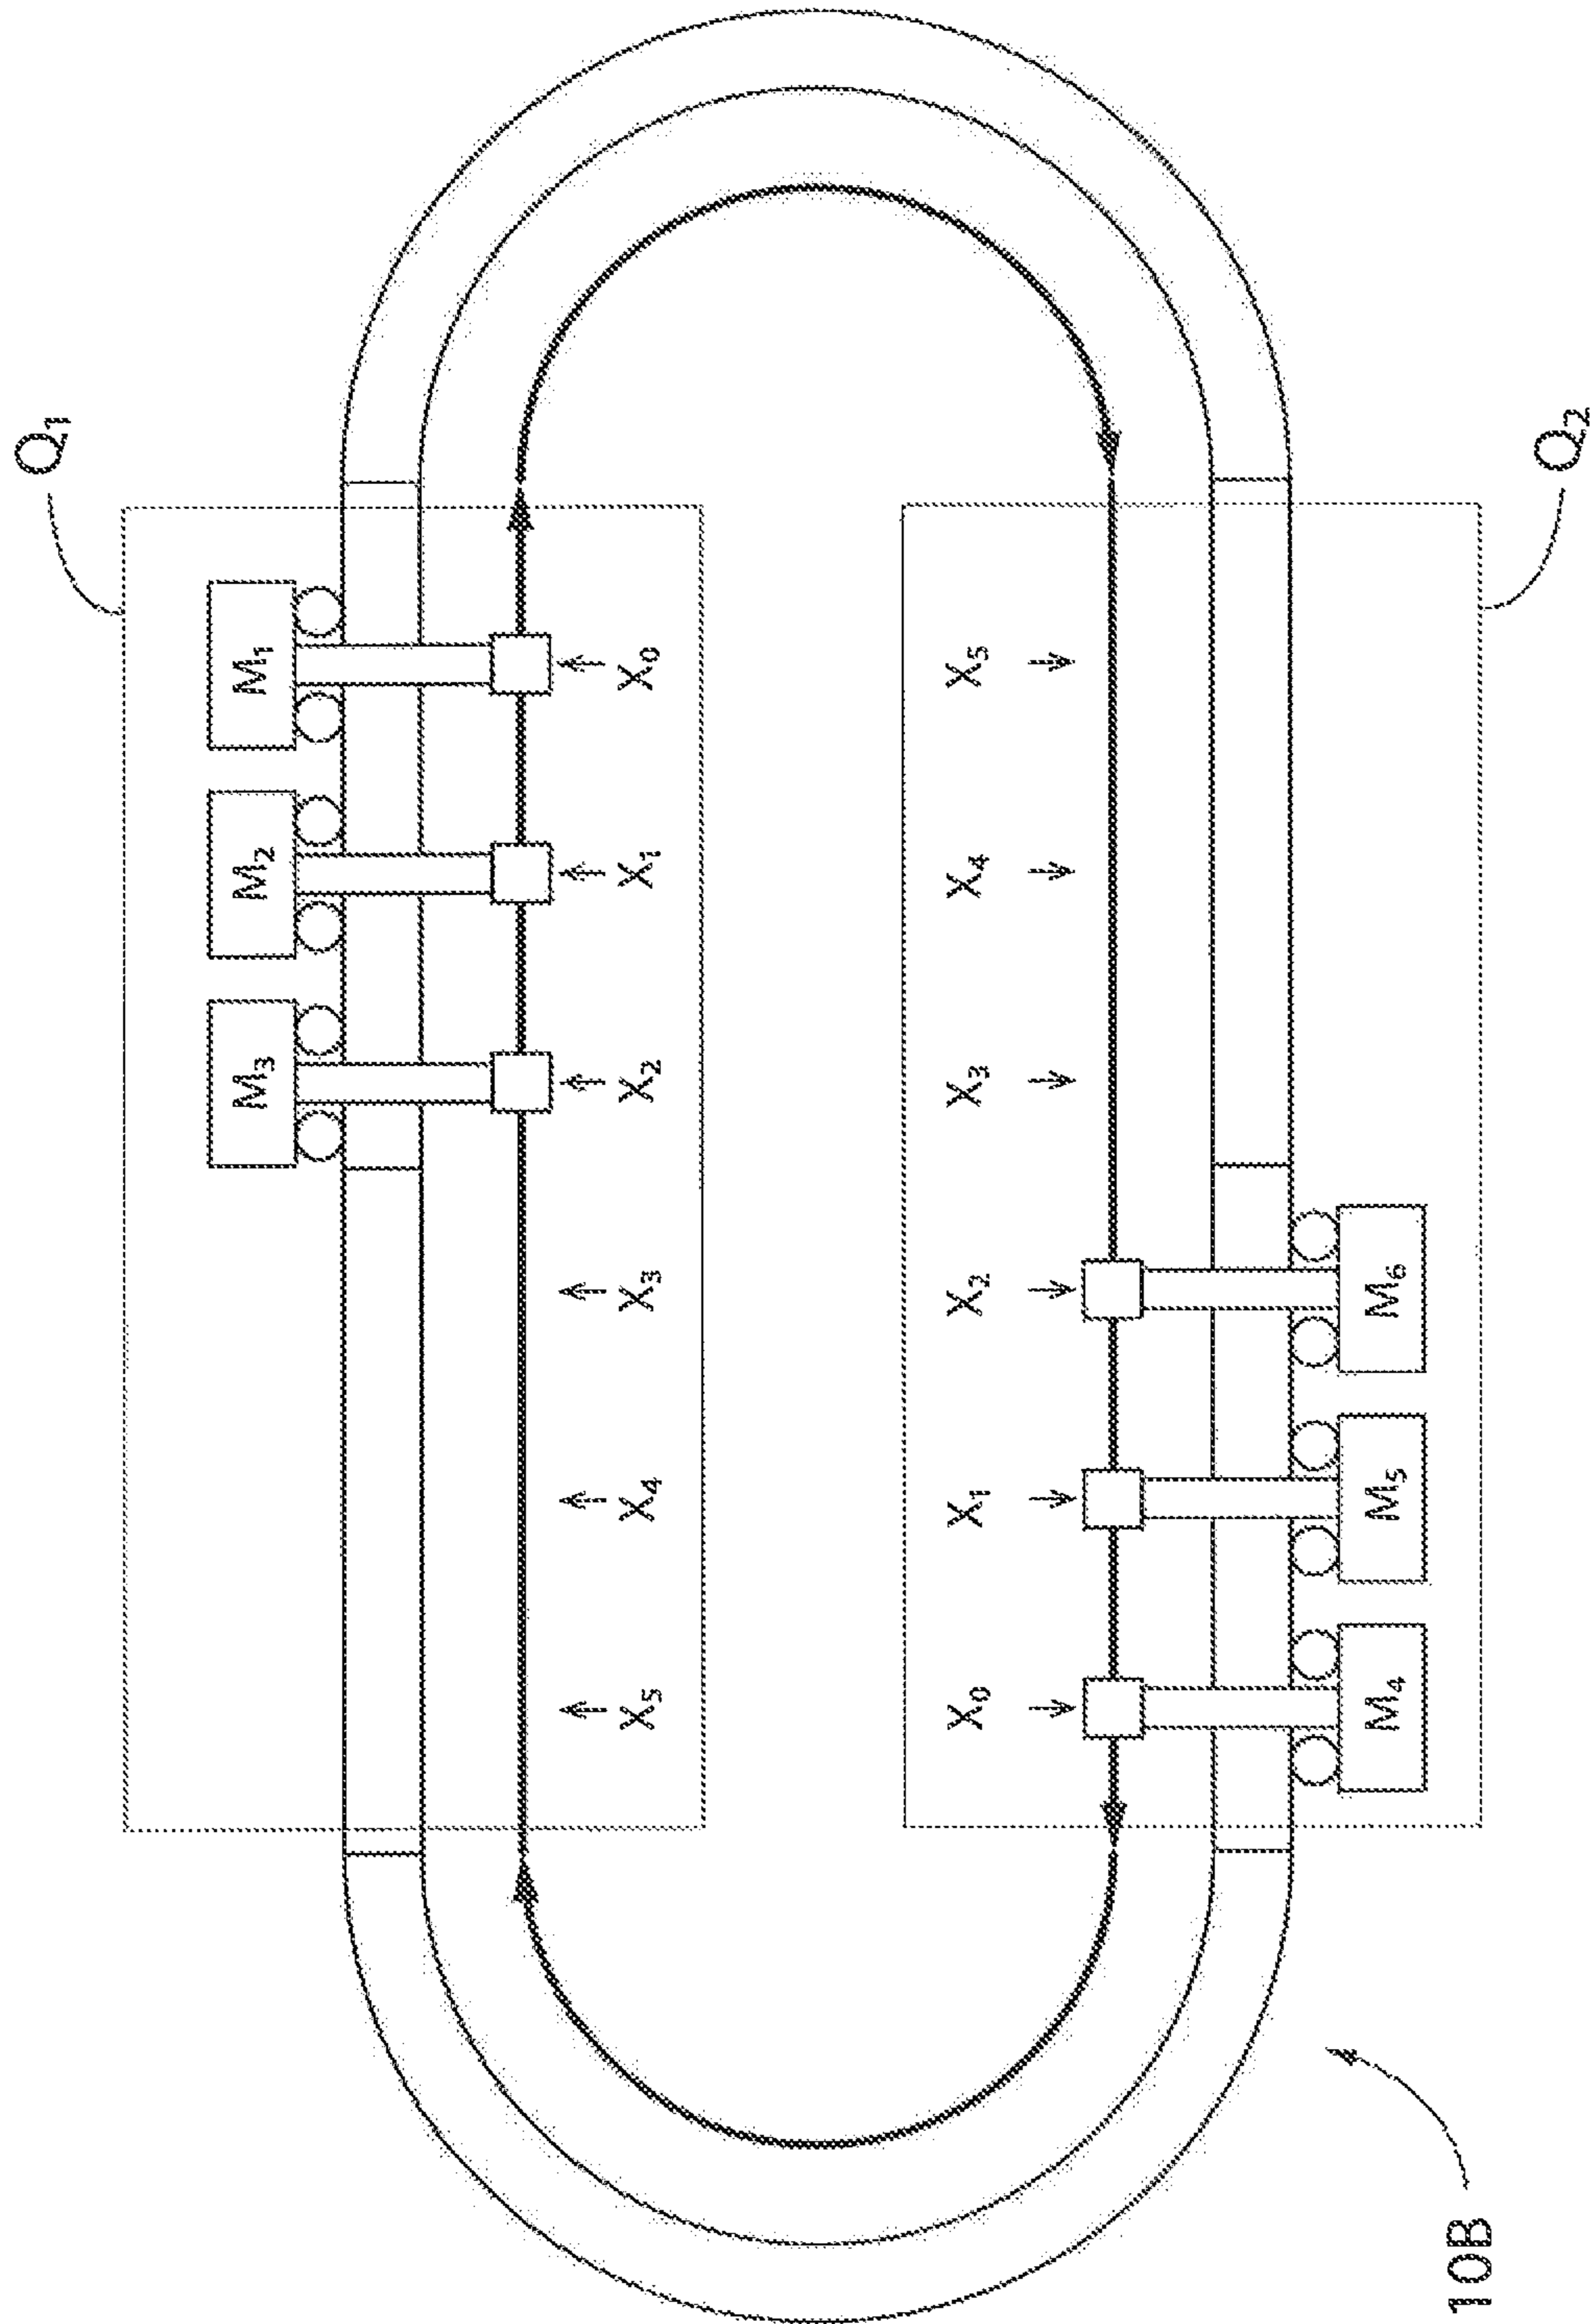 Q₁
M₃ M₂ M₁
X₅ X₄ X₃ X₂ X₁ X₀
X₀ X₁ X₂ X₃ X₄ X₅
M₄ M₅ M₆
Q₂
10B